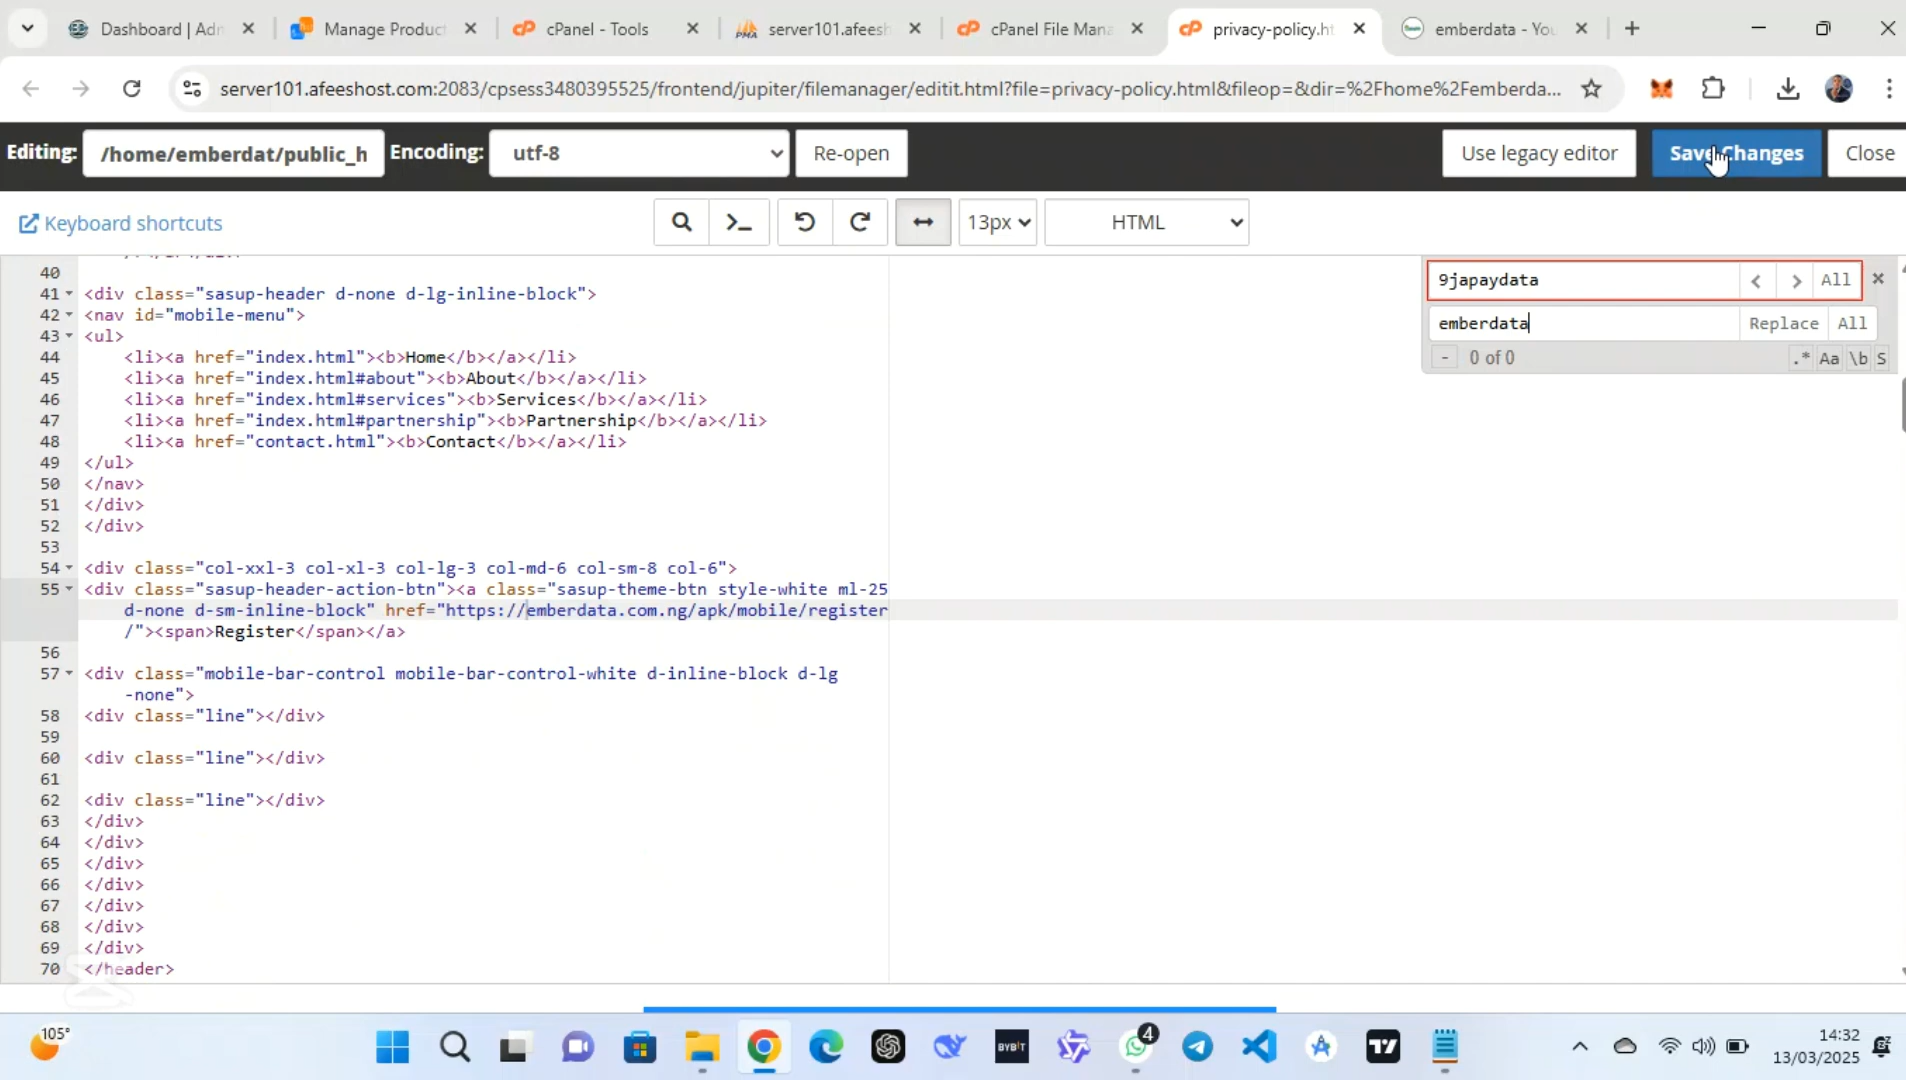 Dashboard | Adr
Manage Produc
cPanel - Tools
server101.afeesh
cPanel File Mana
privacy-policy.ht
emberdata - You
server101.afeeshost.com:2083/cpsess3480395525/frontend/jupiter/filemanager/editit.html?file=privacy-policy.html&fileop=&dir=%2Fhome%2Femberda...
Editing: /home/emberdat/public_h Encoding: utf-8 Re-open Use legacy editor Save Changes Close
Keyboard shortcuts 13px HTML
9japaydata All
emberdata Replace All
- 0 of 0 .* Aa \b S
40
41 <div class="sasup-header d-none d-lg-inline-block">
42 <nav id="mobile-menu">
43 <ul>
44 <li><a href="index.html"><b>Home</b></a></li>
45 <li><a href="index.html#about"><b>About</b></a></li>
46 <li><a href="index.html#services"><b>Services</b></a></li>
47 <li><a href="index.html#partnership"><b>Partnership</b></a></li>
48 <li><a href="contact.html"><b>Contact</b></a></li>
49 </ul>
50 </nav>
51 </div>
52 </div>
53
54 <div class="col-xxl-3 col-xl-3 col-lg-3 col-md-6 col-sm-8 col-6">
55 <div class="sasup-header-action-btn"><a class="sasup-theme-btn style-white ml-25
d-none d-sm-inline-block" href="https://emberdata.com.ng/apk/mobile/register
/"><span>Register</span></a>
56
57 <div class="mobile-bar-control mobile-bar-control-white d-inline-block d-lg
-none">
58 <div class="line"></div>
59
60 <div class="line"></div>
61
62 <div class="line"></div>
63 </div>
64 </div>
65 </div>
66 </div>
67 </div>
68 </div>
69 </div>
70 </header>
105°
BYBIT
4
14:32
13/03/2025